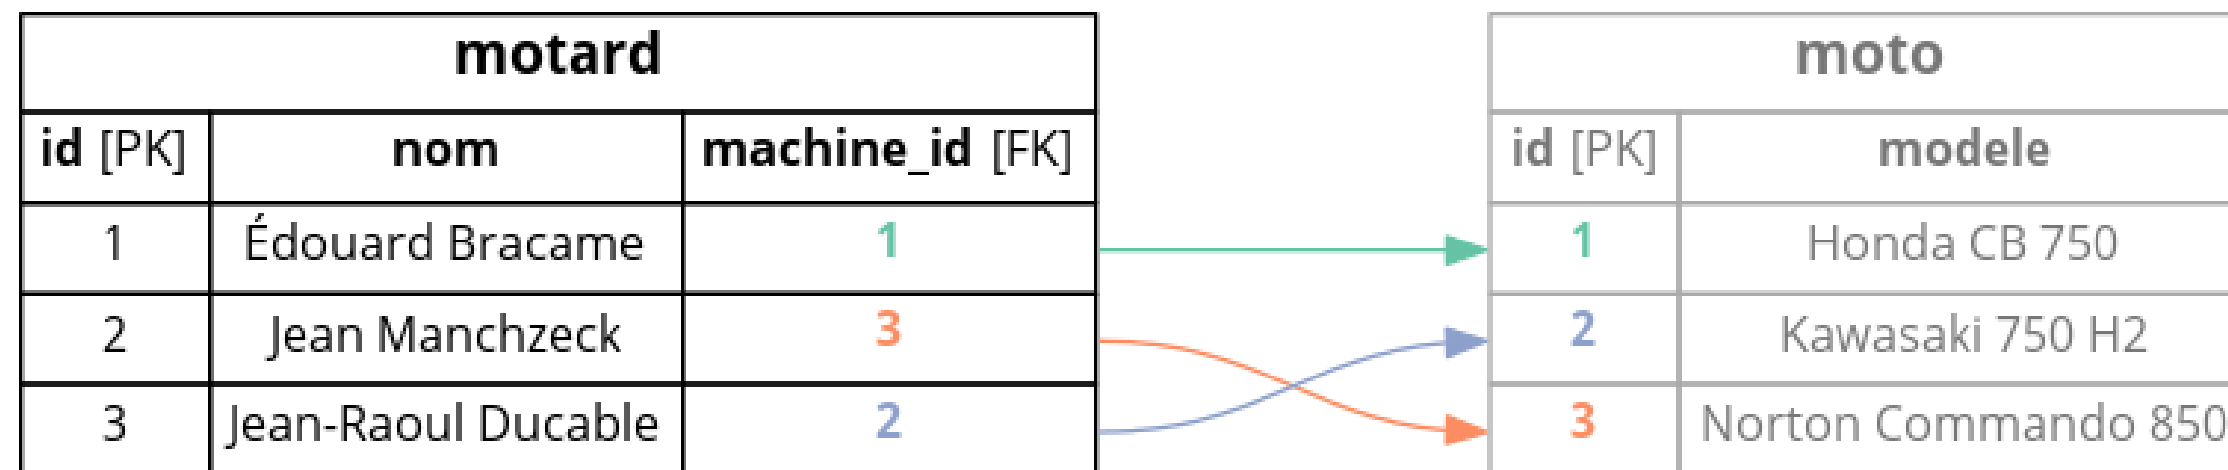 motard
id [PK] nom machine_id [FK]
1 Édouard Bracame 1
2 Jean Manchzeck 3
3 Jean-Raoul Ducable 2
moto
id [PK] modele
1 Honda CB 750
2 Kawasaki 750 H2
3 Norton Commando 850